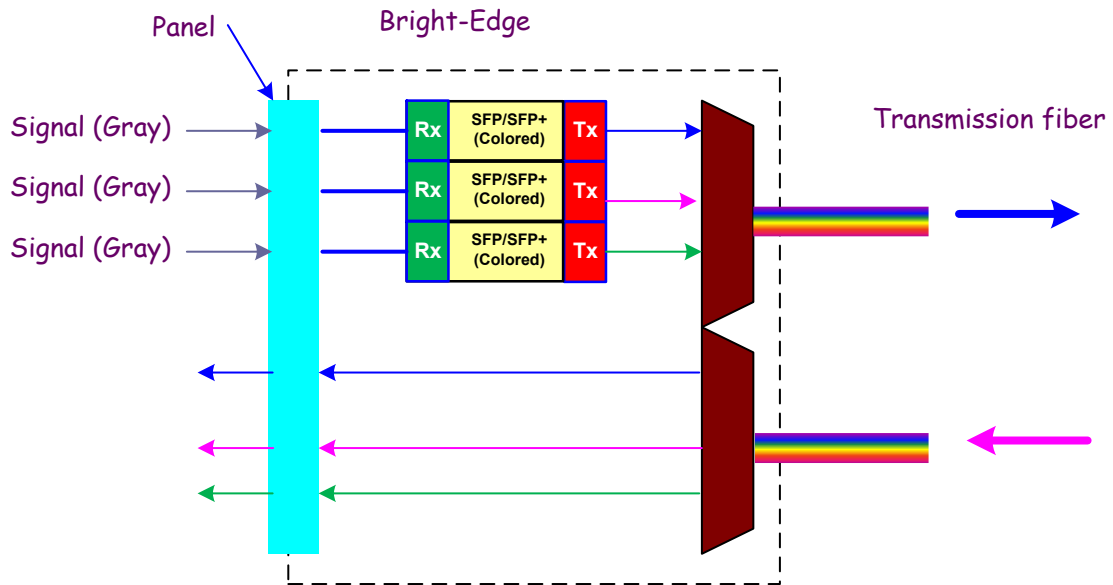 Bright-Edge
Panel
Signal (Gray)
Signal (Gray)
Signal (Gray)
Rx
SFP/SFP+
(Colored)
Tx
Rx
SFP/SFP+
(Colored)
Tx
Rx
SFP/SFP+
(Colored)
Tx
Transmission fiber